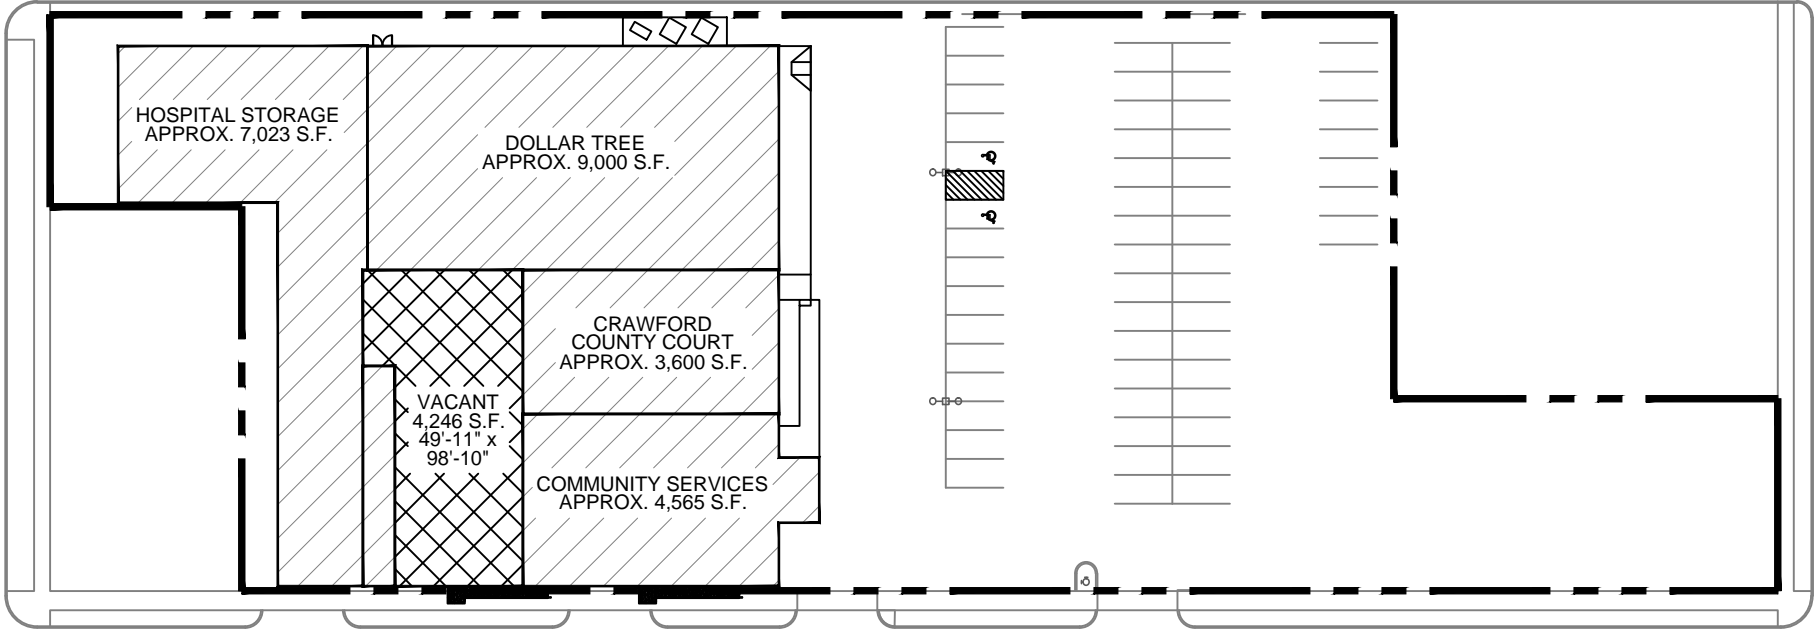 HOSPITAL STORAGE
APPROX. 7,023 S.F.
DOLLAR TREE
APPROX. 9,000 S.F.
CRAWFORD
COUNTY COURT
APPROX. 3,600 S.F.
VACANT
4,246 S.F.
49'-11" x
98'-10"
COMMUNITY SERVICES
APPROX. 4,565 S.F.